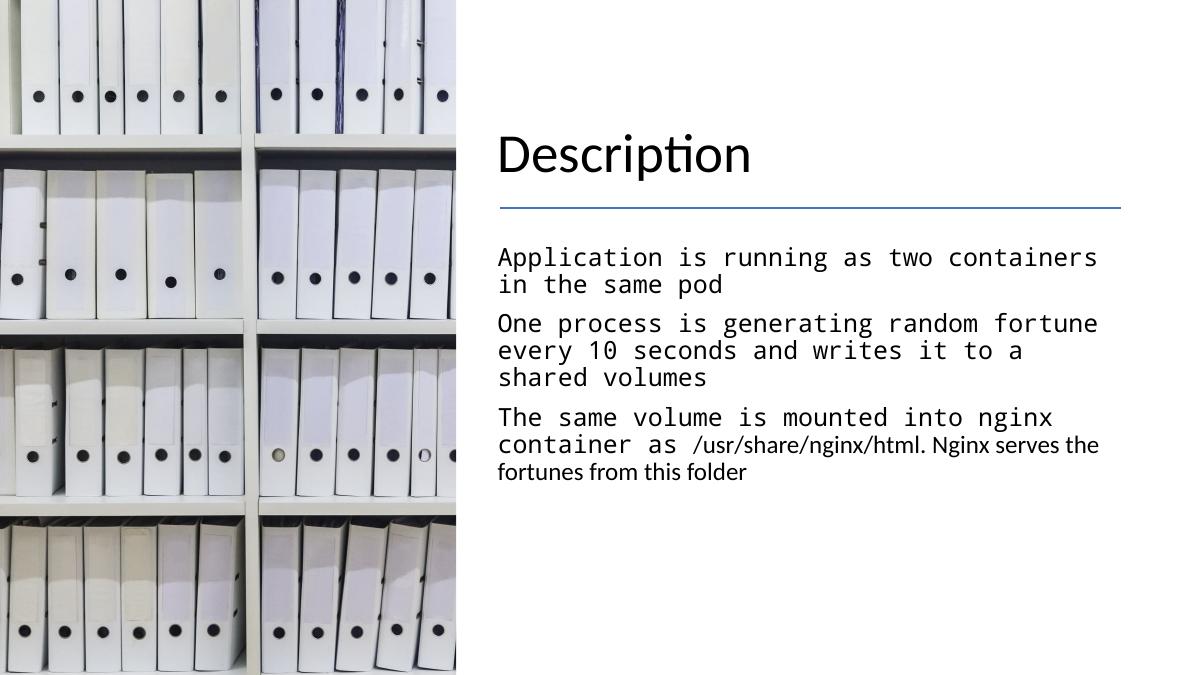 Description
Application is running as two containers
in the same pod
One process is generating random fortune
every 10 seconds and writes it to a
shared volumes
The same volume is mounted into nginx
container as /usr/share/nginx/html. Nginx serves the
fortunes from this folder